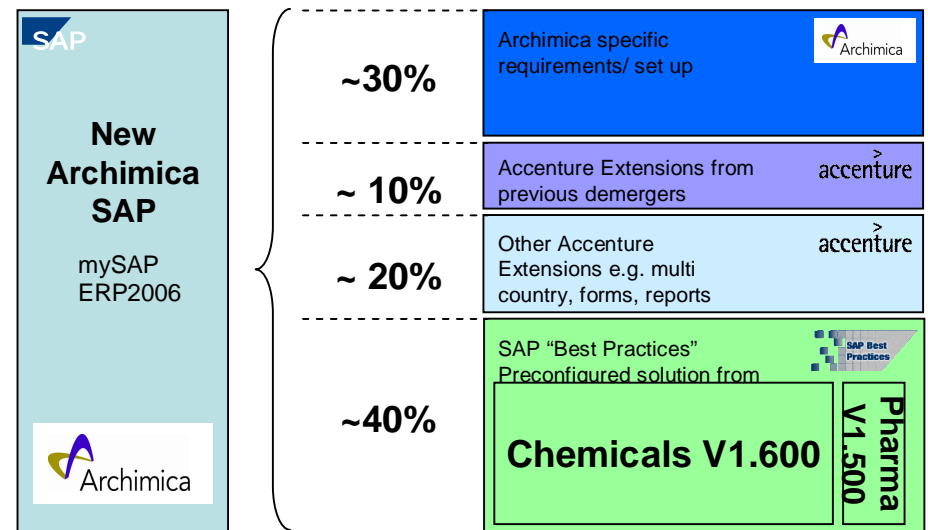 SAP
New
Archimica
SAP
mySAP
ERP2006
Archimica
~30%
Archimica specific
requirements/ set up
Archimica
~ 10%
Accenture Extensions from
previous demergers
>
accenture
~ 20%
Other Accenture
Extensions e.g. multi
country, forms, reports
>
accenture
~40%
SAP “Best Practices”
Preconfigured solution from
SAP Best
Practices
Chemicals V1.600
Pharma
V1.500